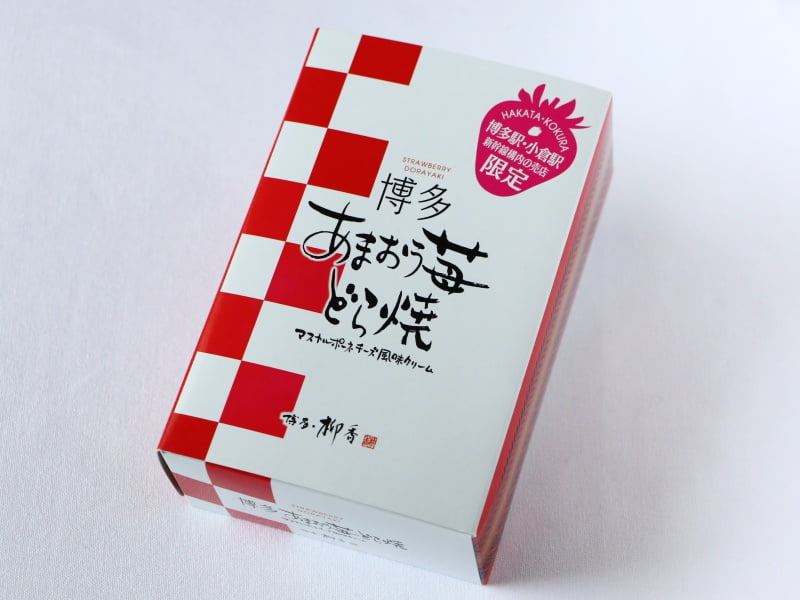 HAKATA・KOKURA
博多駅・小倉駅
新幹線構内の売店
限定
STRAWBERRY
DORAYAKI
博多
あまおう苺
どら焼
マスカルポーネチーズ風味クリーム
博多・柳香